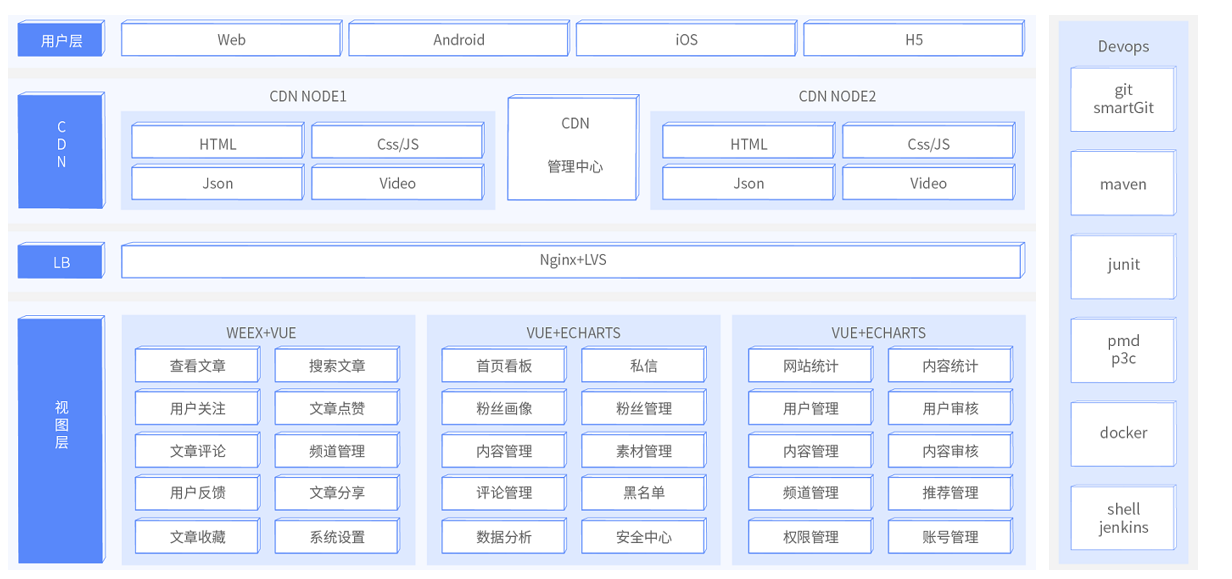 用户层
Web
Android
iOS
H5
C
D
N
CDN NODE1
HTML
Css/JS
Json
Video
CDN
管理中心
CDN NODE2
HTML
Css/JS
Json
Video
LB
Nginx+LVS
视
图
层
WEEX+VUE
查看文章
搜索文章
用户关注
文章点赞
文章评论
频道管理
用户反馈
文章分享
文章收藏
系统设置
VUE+ECHARTS
首页看板
私信
粉丝画像
粉丝管理
内容管理
素材管理
评论管理
黑名单
数据分析
安全中心
VUE+ECHARTS
网站统计
内容统计
用户管理
用户审核
内容管理
内容审核
频道管理
推荐管理
权限管理
账号管理
Devops
git
smartGit
maven
junit
pmd
p3c
docker
shell
jenkins